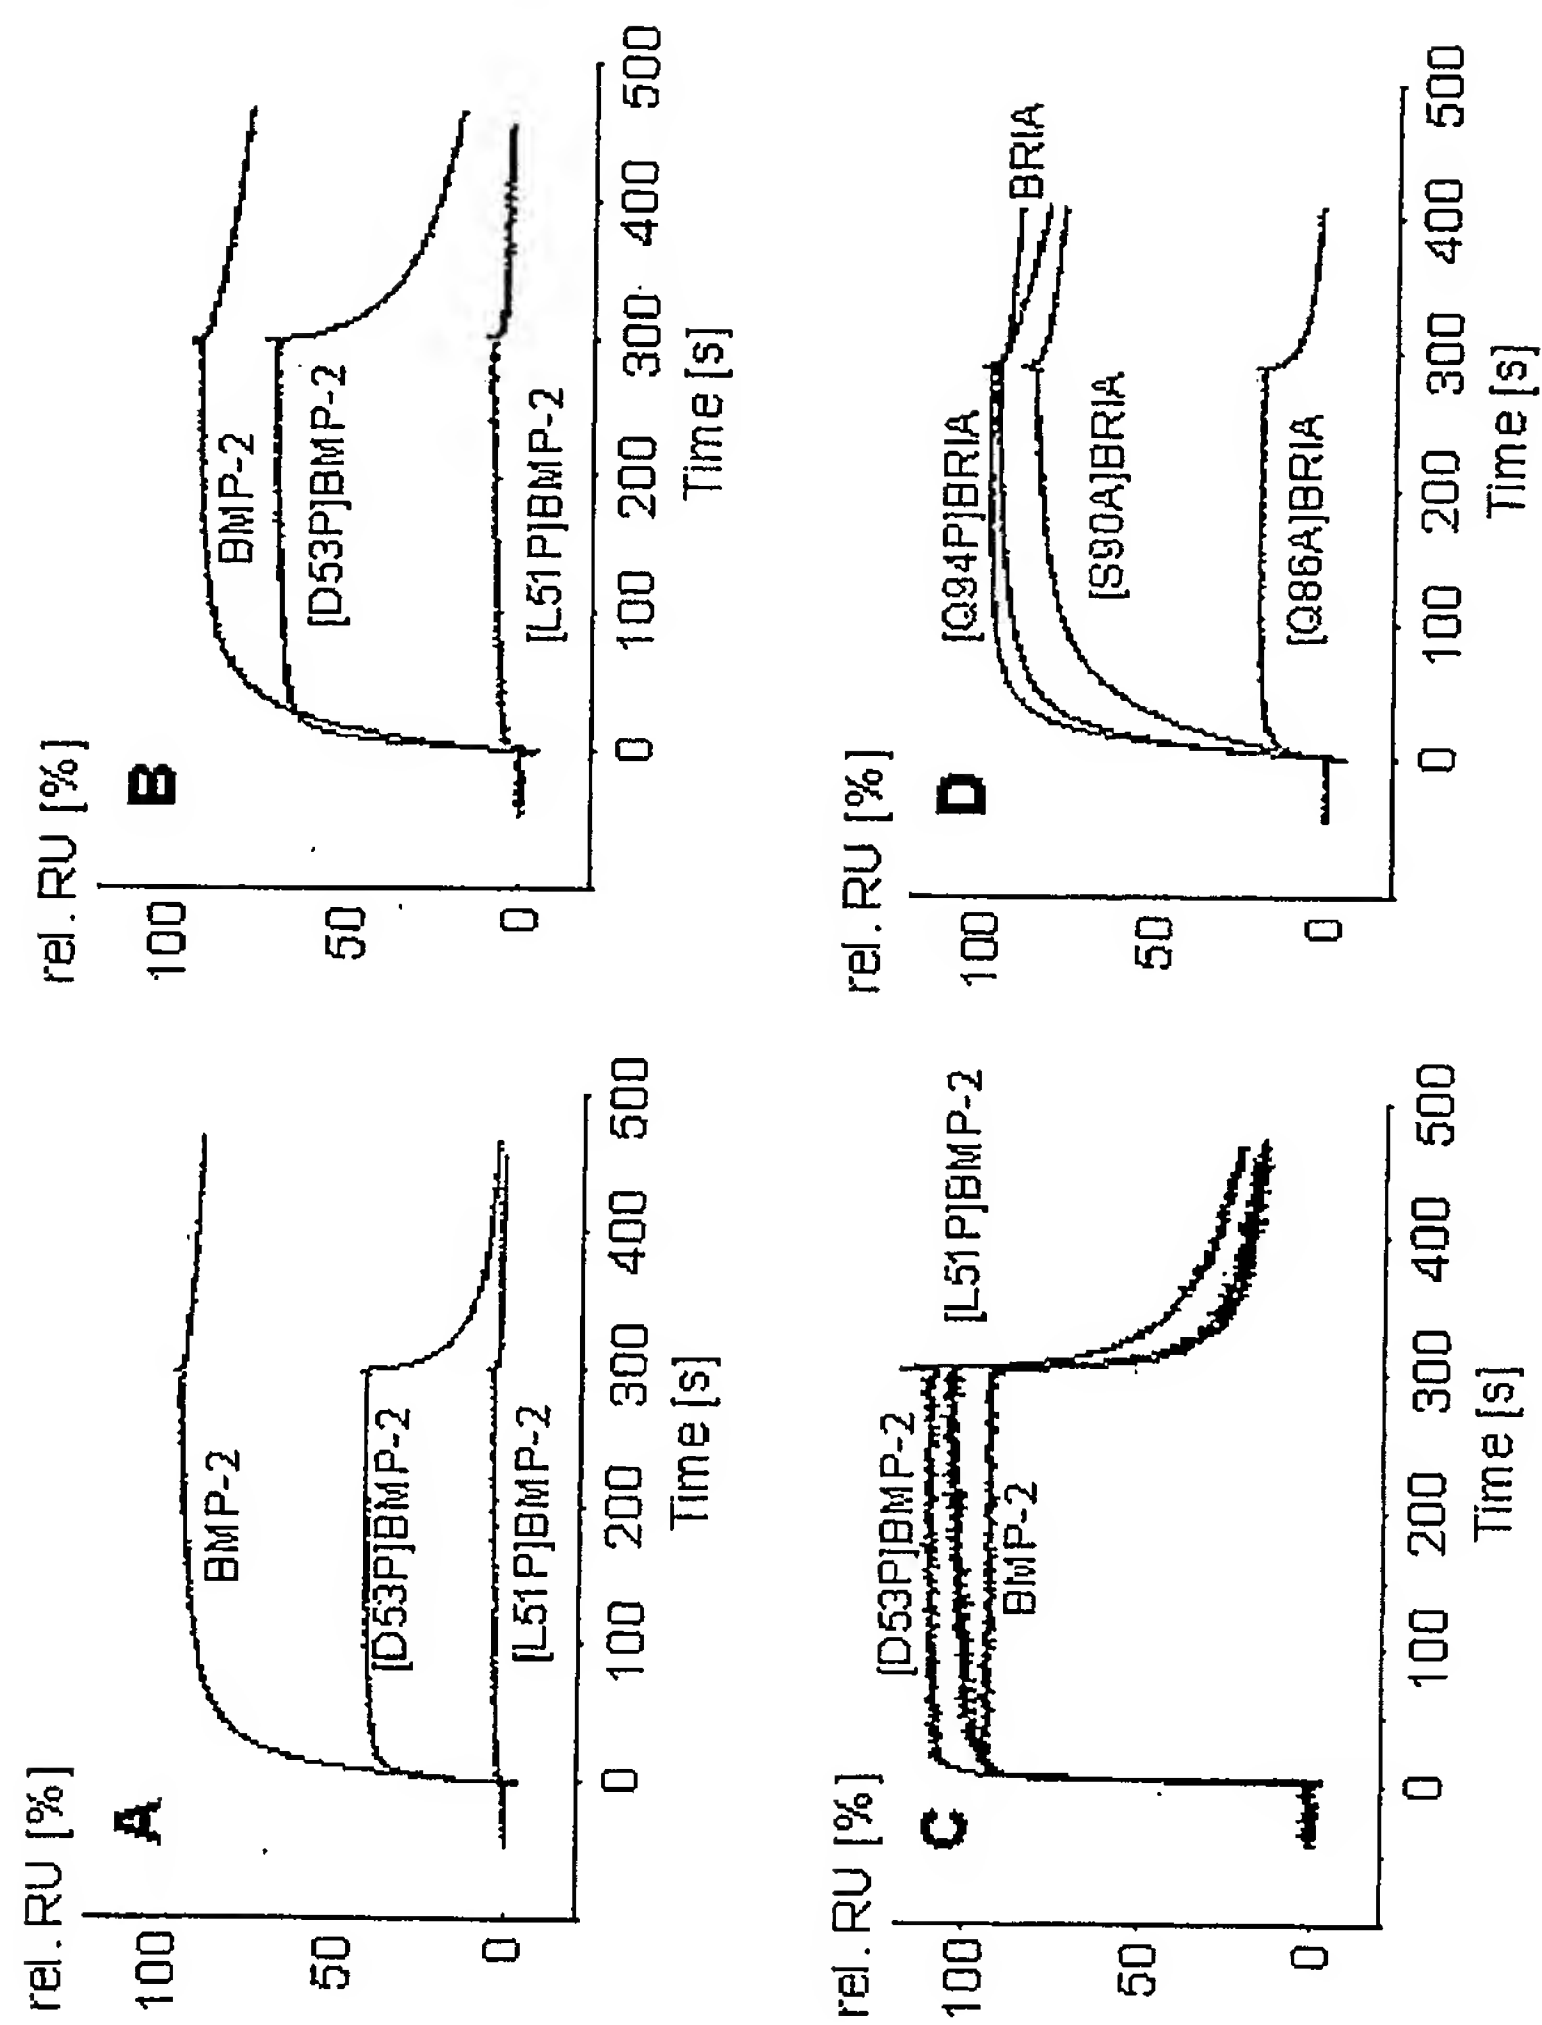 rel. RU [%]
A
100
50
0
BMP-2
[D53P]BMP-2
[L51P]BMP-2
0 100 200 300 400 500
Time [s]
rel. RU [%]
B
100
50
0
BMP-2
[D53P]BMP-2
[L51P]BMP-2
0 100 200 300 400 500
Time [s]
rel. RU [%]
C
100
50
0
[D53P]BMP-2
[L51P]BMP-2
BMP-2
0 100 200 300 400 500
Time [s]
rel. RU [%]
D
100
50
0
[Q94P]BRIA
BRIA
[S90A]BRIA
[Q86A]BRIA
0 100 200 300 400 500
Time [s]